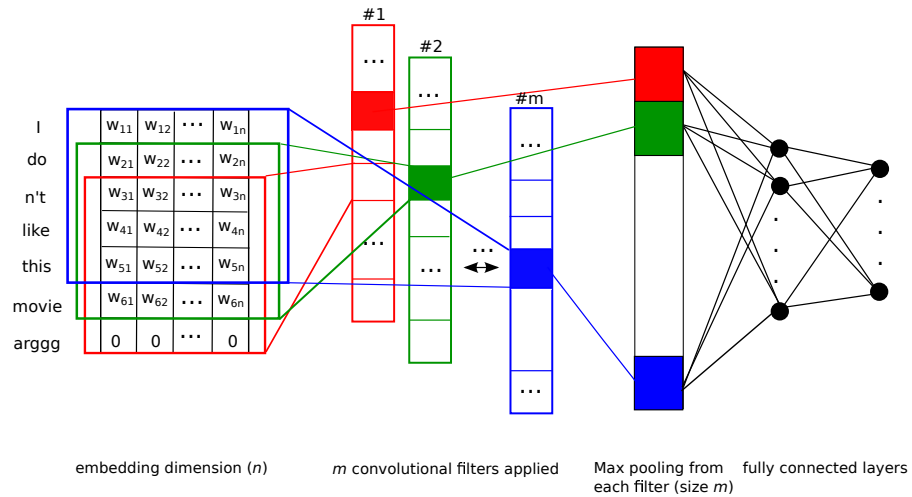 #1
#2
#m
...
...
...
I w11 w12 ... w1n
do w21 w22 ... w2n
n't w31 w32 ... w3n
like w41 w42 ... w4n
this w51 w52 ... w5n
movie w61 w62 ... w6n
arggg 0 0 ... 0
...
...
...
...
embedding dimension (n)
m convolutional filters applied
Max pooling from
each filter (size m)
fully connected layers